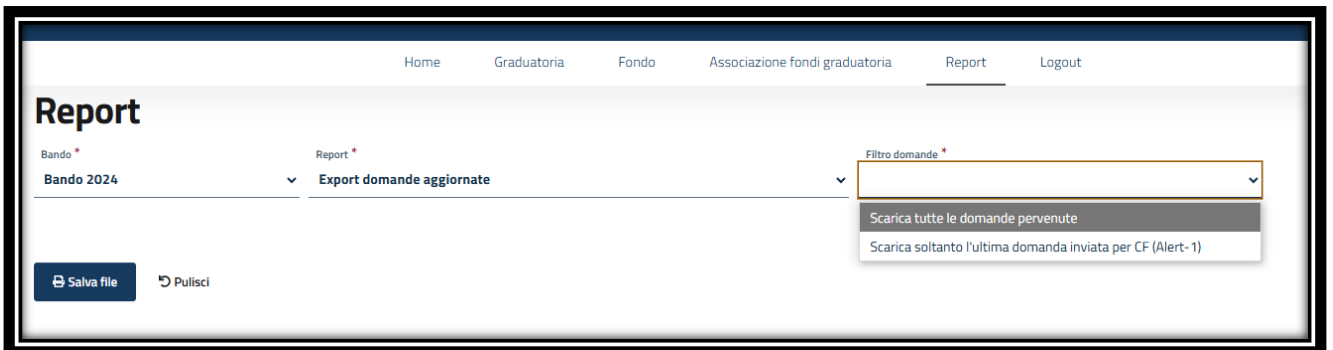 Home Graduatoria Fondo Associazione fondi graduatoria Report Logout
Report
Bando * Report * Filtro domande *
Bando 2024 Export domande aggiornate
Scarica tutte le domande pervenute
Scarica soltanto l'ultima domanda inviata per CF (Alert-1)
Salva file Pulisci